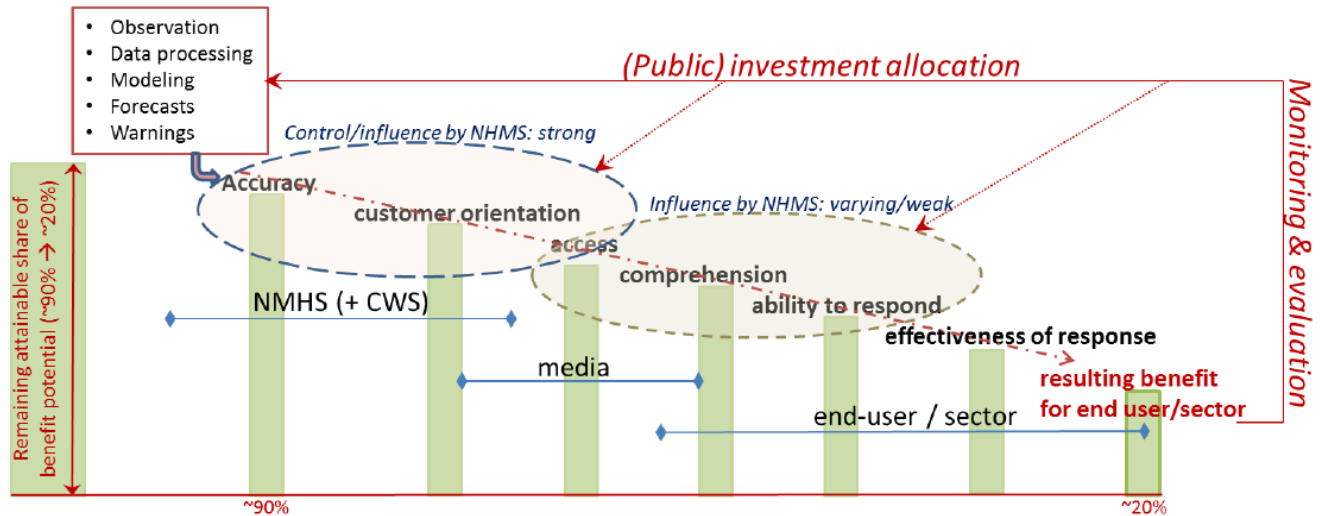 • Observation
• Data processing
• Modeling
• Forecasts
• Warnings
(Public) investment allocation
Monitoring & evaluation
Control/influence by NHMS: strong
Influence by NHMS: varying/weak
Remaining attainable share of
benefit potential (~90% → ~20%)
Accuracy
customer orientation
access
comprehension
ability to respond
effectiveness of response
resulting benefit
for end user/sector
NMHS (+ CWS)
media
end-user / sector
~90%
~20%